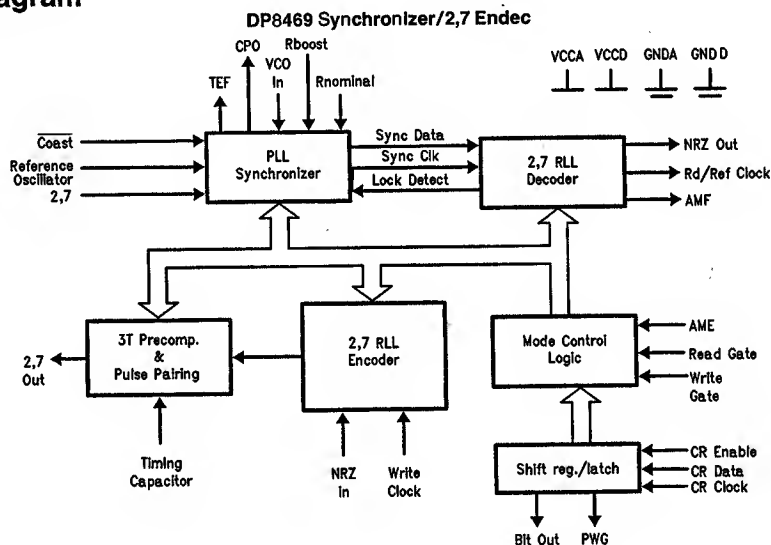 DP8469 Synchronizer/2,7 Endec
CPO
Rboost
VCO
In
TEF
Rnominal
VCCA
VCCD
GNDA
GND D
Coast
Reference
Oscillator
2,7
PLL
Synchronizer
Sync Data
Sync Clk
Lock Detect
2,7 RLL
Decoder
NRZ Out
Rd/Ref Clock
AMF
2,7
Out
3T Precomp.
&
Pulse Pairing
2,7 RLL
Encoder
Mode Control
Logic
AME
Read Gate
Write
Gate
Timing
Capacitor
NRZ
in
Write
Clock
Shift reg./latch
CR Enable
CR Data
CR Clock
Bit Out
PWG